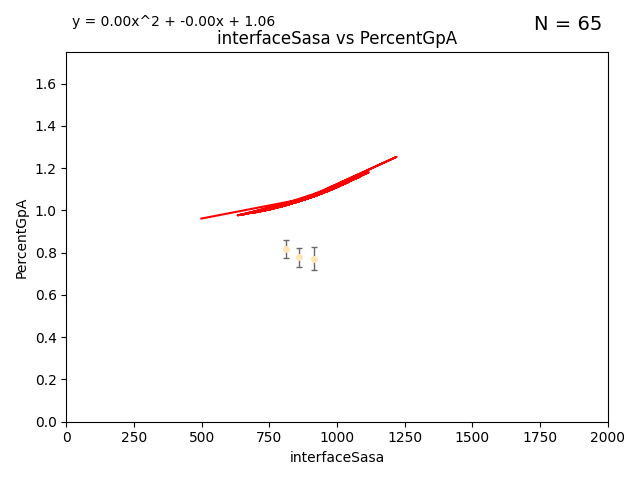 y = 0.00x^2 + -0.00x + 1.06
N = 65
interfaceSasa vs PercentGpA
PercentGpA
1.6
1.4
1.2
1.0
0.8
0.6
0.4
0.2
0.0
0 250 500 750 1000 1250 1500 1750 2000
interfaceSasa